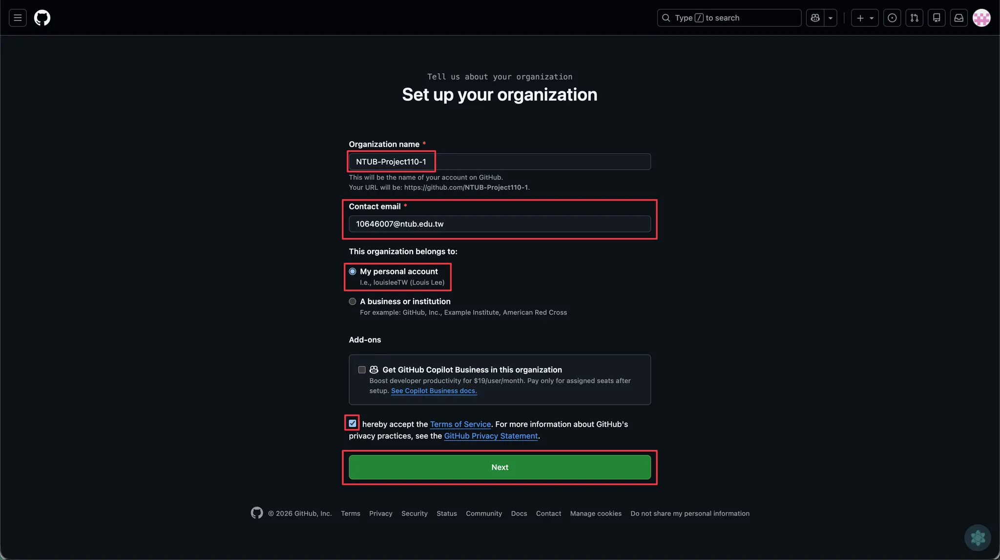 Type / to search
Tell us about your organization
Set up your organization
Organization name *
NTUB-Project110-1
This will be the name of your account on GitHub.
Your URL will be: https://github.com/NTUB-Project110-1.
Contact email *
10646007@ntub.edu.tw
This organization belongs to:
My personal account
I.e., louisleeTW (Louis Lee)
A business or institution
For example: GitHub, Inc., Example Institute, American Red Cross
Add-ons
Get GitHub Copilot Business in this organization
Boost developer productivity for $19/user/month. Pay only for assigned seats after
setup. See Copilot Business docs.
hereby accept the Terms of Service. For more information about GitHub's
privacy practices, see the GitHub Privacy Statement.
Next
© 2026 GitHub, Inc. Terms Privacy Security Status Community Docs Contact Manage cookies Do not share my personal information